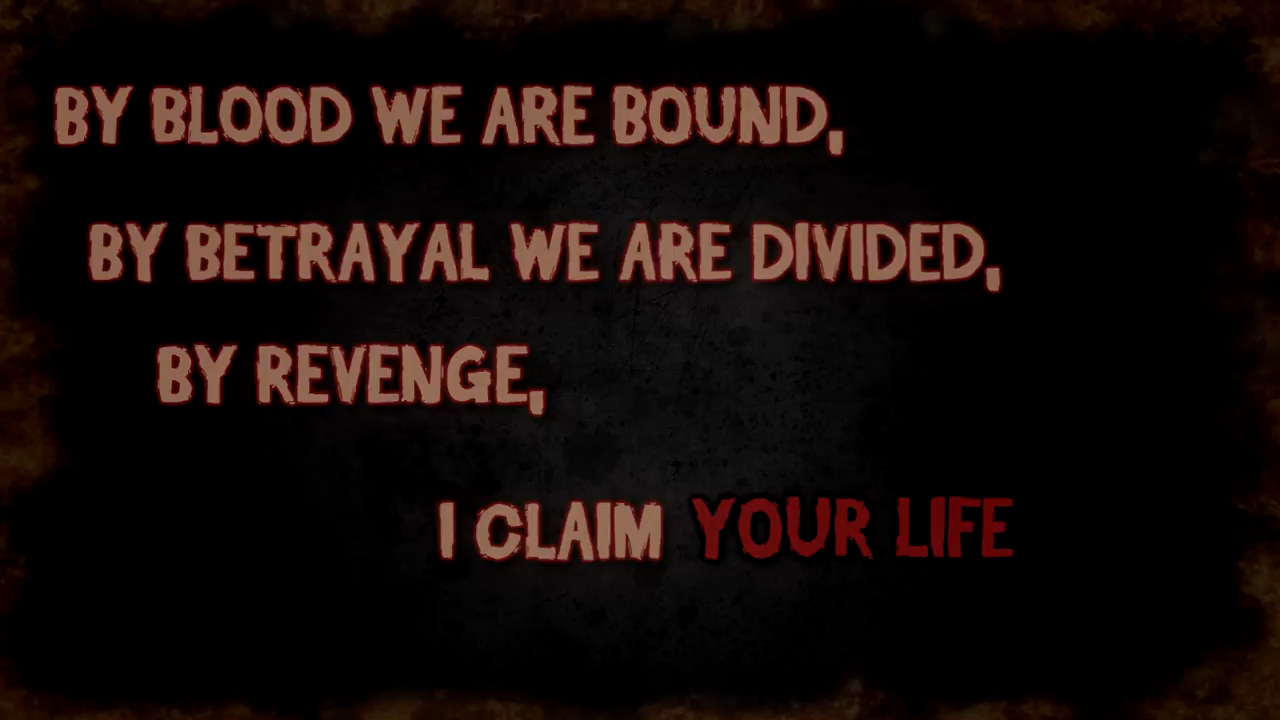 BY BLOOD WE ARE BOUND,
BY BETRAYAL WE ARE DIVIDED,
BY REVENGE,
I CLAIM YOUR LIFE